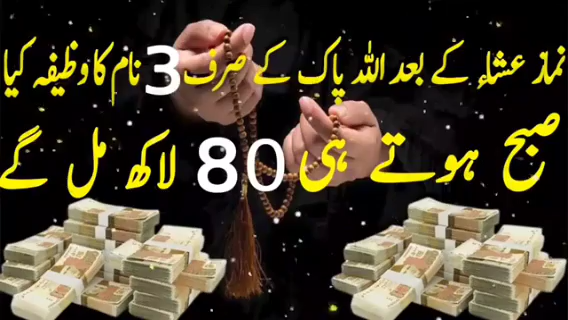 نماز عشاء کے بعد اللہ پاک کے صرف 3 نام کا وظیفہ کیا
صبح ہوتے ہی 80 لاکھ مل گے